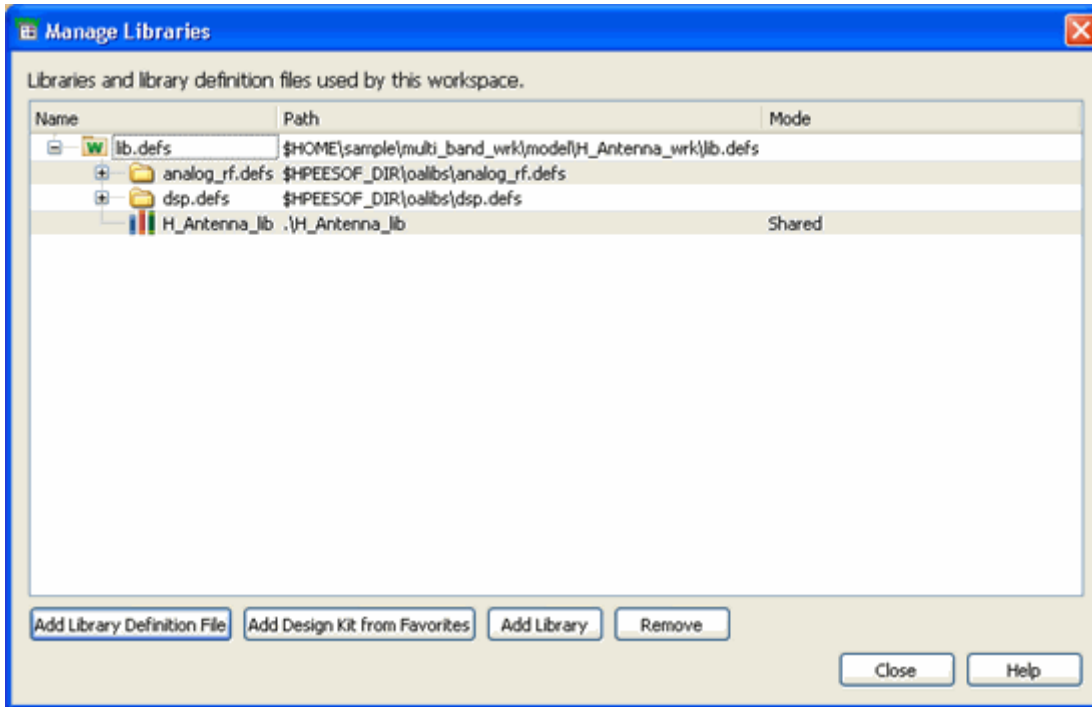 Manage Libraries
Libraries and library definition files used by this workspace.
Name Path Mode
W lib.defs $HOME\sample\multi_band_wrk\model\H_Antenna_wrk\lib.defs
analog_rf.defs $HPEESOF_DIR\oalibs\analog_rf.defs
dsp.defs $HPEESOF_DIR\oalibs\dsp.defs
H_Antenna_lib .\H_Antenna_lib Shared
Add Library Definition File Add Design Kit from Favorites Add Library Remove
Close Help